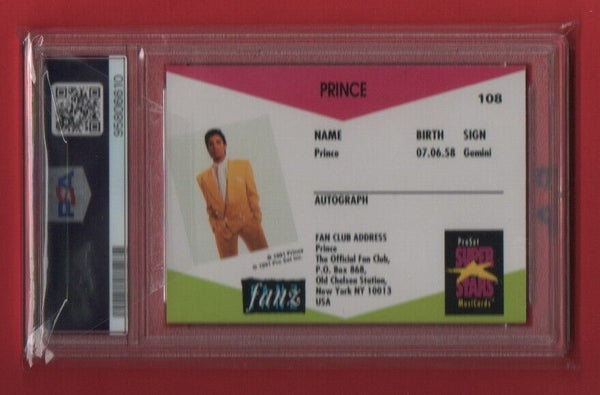 PRINCE
108
NAME BIRTH SIGN
Prince 07.06.58 Gemini
AUTOGRAPH
FAN CLUB ADDRESS
Prince
The Official Fan Club,
P.O. Box 868,
Old Chelsea Station,
New York NY 10013
USA
© 1991 Prince
© 1991 Pro Set Inc.
fanz
ProSet
SUPER
STARS
MusiCards
PSA
95806610